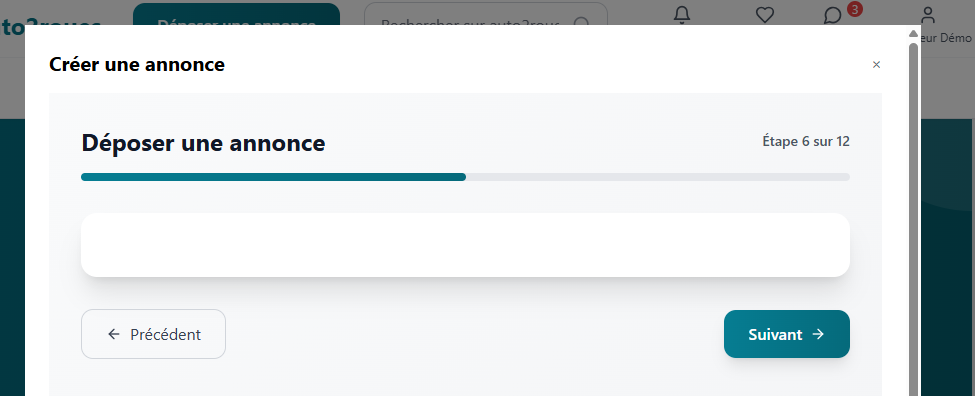 Déposer une annonce
Rechercher sur auto2roues
3
eur Démo
Créer une annonce
×
Déposer une annonce
Étape 6 sur 12
← Précédent
Suivant →